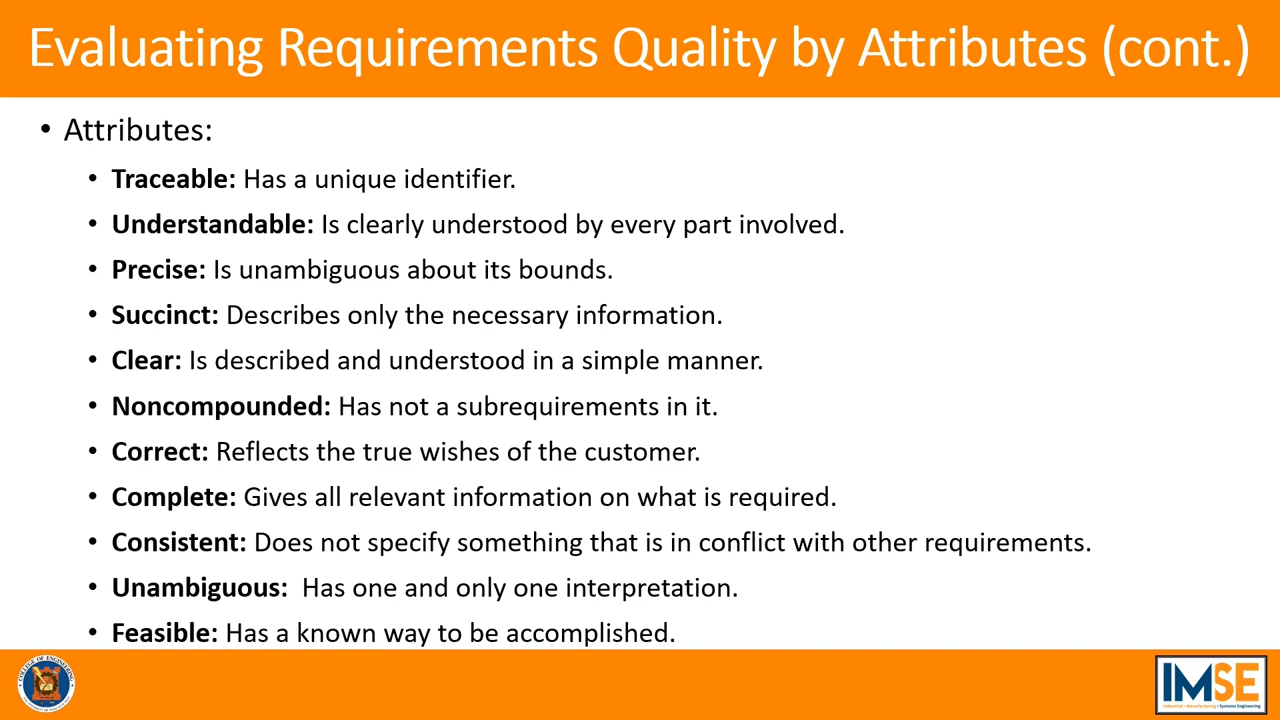 Evaluating Requirements Quality by Attributes (cont.)
• Attributes:
• Traceable: Has a unique identifier.
• Understandable: Is clearly understood by every part involved.
• Precise: Is unambiguous about its bounds.
• Succinct: Describes only the necessary information.
• Clear: Is described and understood in a simple manner.
• Noncompounded: Has not a subrequirements in it.
• Correct: Reflects the true wishes of the customer.
• Complete: Gives all relevant information on what is required.
• Consistent: Does not specify something that is in conflict with other requirements.
• Unambiguous: Has one and only one interpretation.
• Feasible: Has a known way to be accomplished.
COLLEGE OF ENGINEERING
IMSE
Industrial • Manufacturing • Systems Engineering